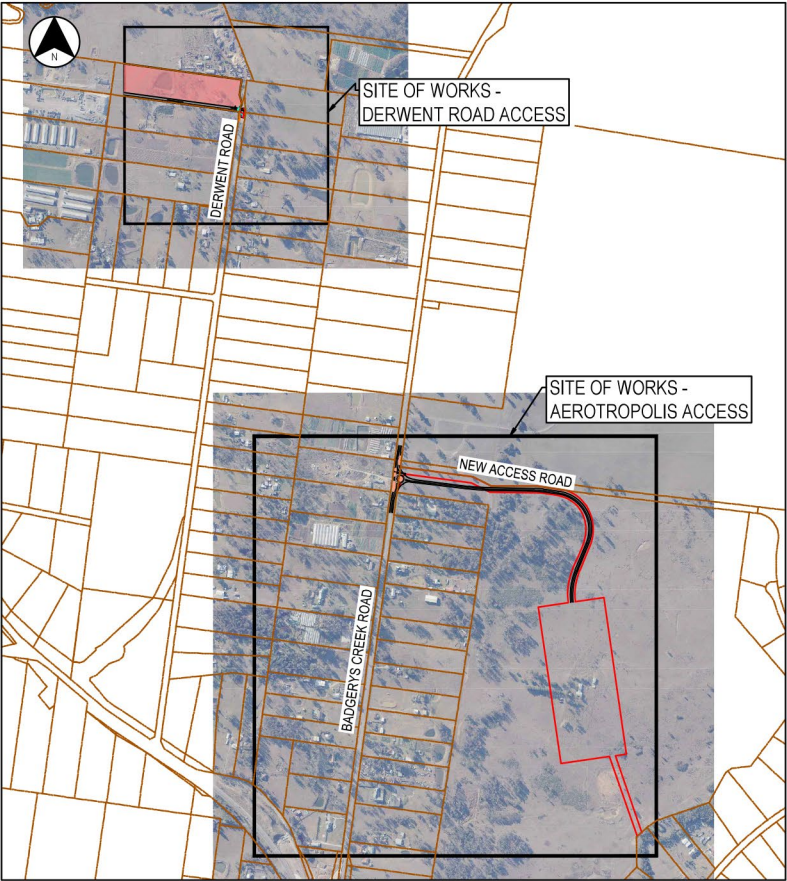 N
SITE OF WORKS -
DERWENT ROAD ACCESS
DERWENT ROAD
SITE OF WORKS -
AEROTROPOLIS ACCESS
NEW ACCESS ROAD
BADGERYS CREEK ROAD